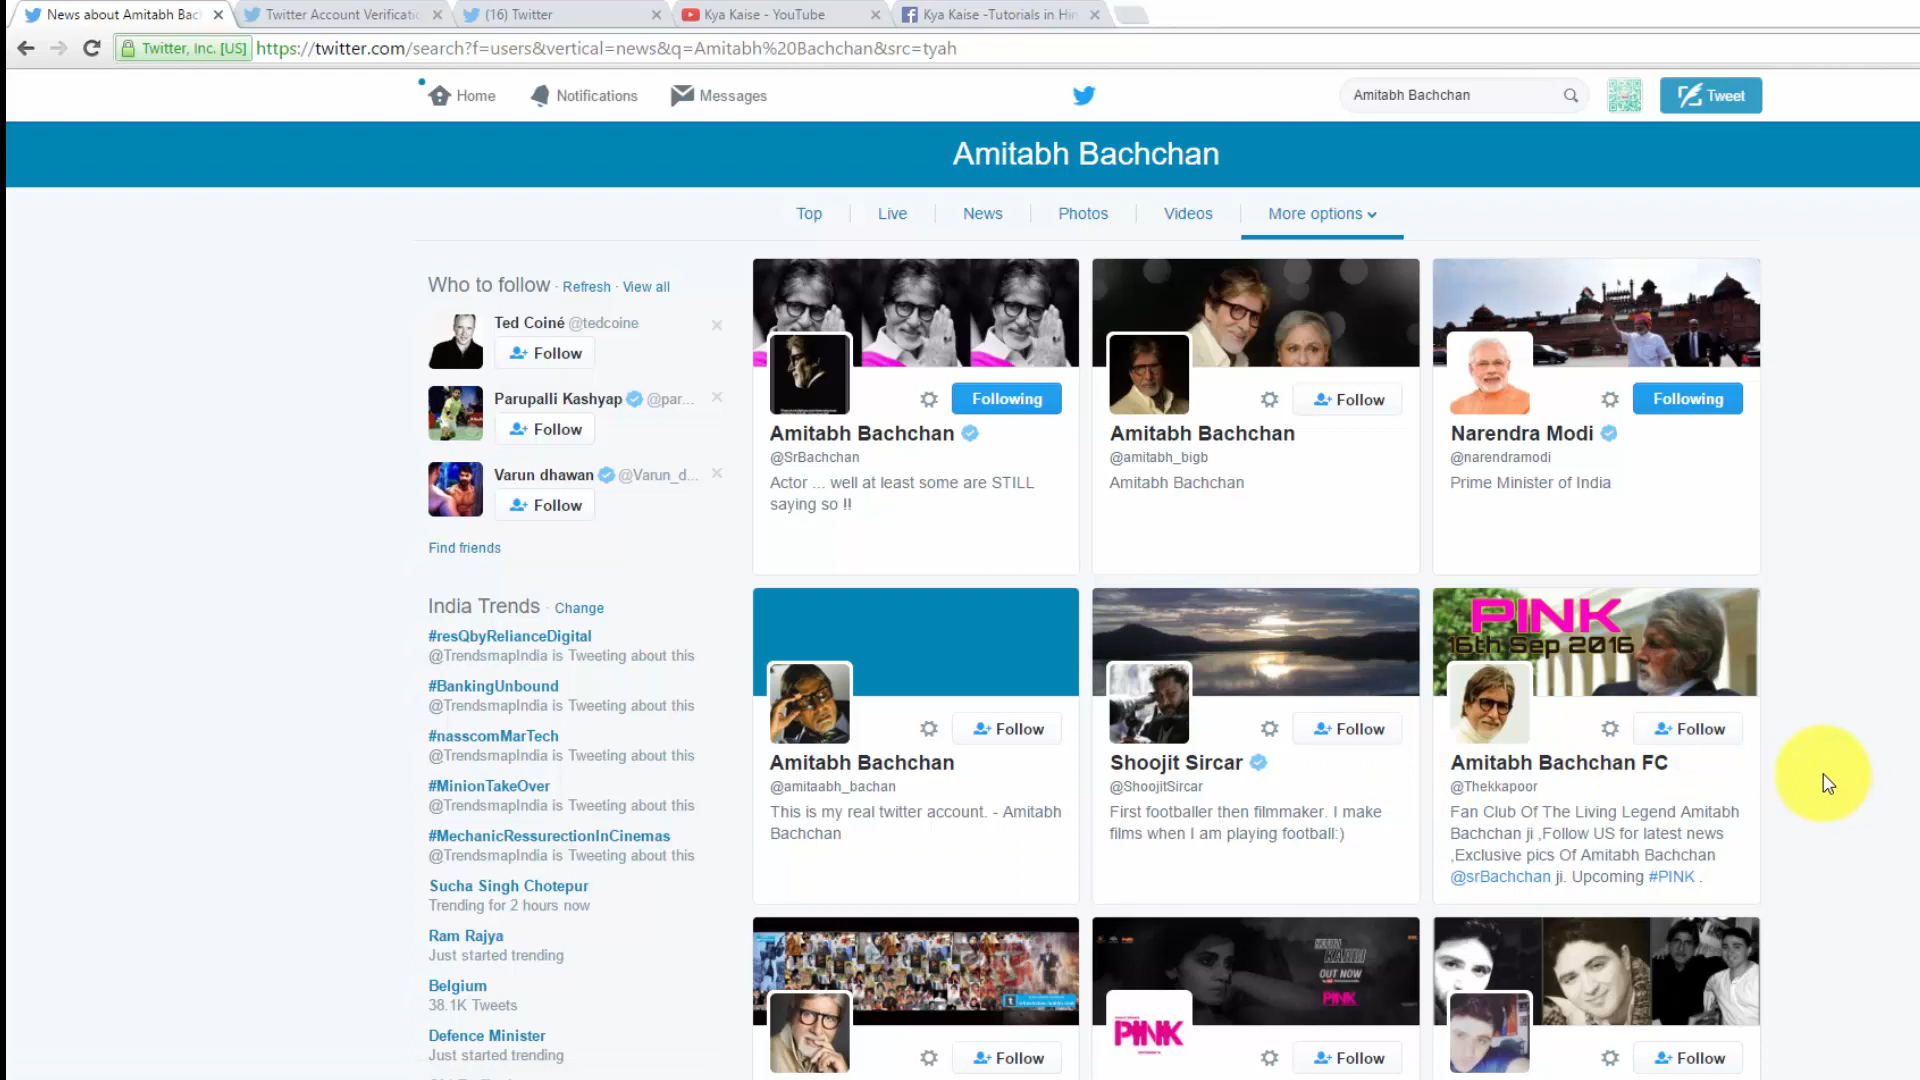 News about Amitabh Bac
Twitter Account Verificatio
(16) Twitter
Kya Kaise - YouTube
Kya Kaise -Tutorials in Hin
Twitter, Inc. [US]
https://twitter.com/search?f=users&vertical=news&q=Amitabh%20Bachchan&src=tyah
Home
Notifications
Messages
Amitabh Bachchan
Tweet
Amitabh Bachchan
Top
Live
News
Photos
Videos
More options
Who to follow · Refresh · View all
Ted Coiné @tedcoine
Follow
Parupalli Kashyap @par...
Follow
Varun dhawan @Varun_d...
Follow
Find friends
India Trends · Change
#resQbyRelianceDigital
@TrendsmapIndia is Tweeting about this
#BankingUnbound
@TrendsmapIndia is Tweeting about this
#nasscomMarTech
@TrendsmapIndia is Tweeting about this
#MinionTakeOver
@TrendsmapIndia is Tweeting about this
#MechanicRessurectionInCinemas
@TrendsmapIndia is Tweeting about this
Sucha Singh Chotepur
Trending for 2 hours now
Ram Rajya
Just started trending
Belgium
38.1K Tweets
Defence Minister
Just started trending
Following
Amitabh Bachchan
@SrBachchan
Actor ... well at least some are STILL
saying so !!
Follow
Amitabh Bachchan
@amitabh_bigb
Amitabh Bachchan
Following
Narendra Modi
@narendramodi
Prime Minister of India
Follow
Amitabh Bachchan
@amitaabh_bachan
This is my real twitter account. - Amitabh
Bachchan
Follow
Shoojit Sircar
@ShoojitSircar
First footballer then filmmaker. I make
films when I am playing football:)
PINK
16th Sep 2016
Follow
Amitabh Bachchan FC
@Thekkapoor
Fan Club Of The Living Legend Amitabh
Bachchan ji ,Follow US for latest news
,Exclusive pics Of Amitabh Bachchan
@srBachchan ji. Upcoming #PINK .
Follow
KAARI
OUT NOW
PINK
PINK
Follow
Follow